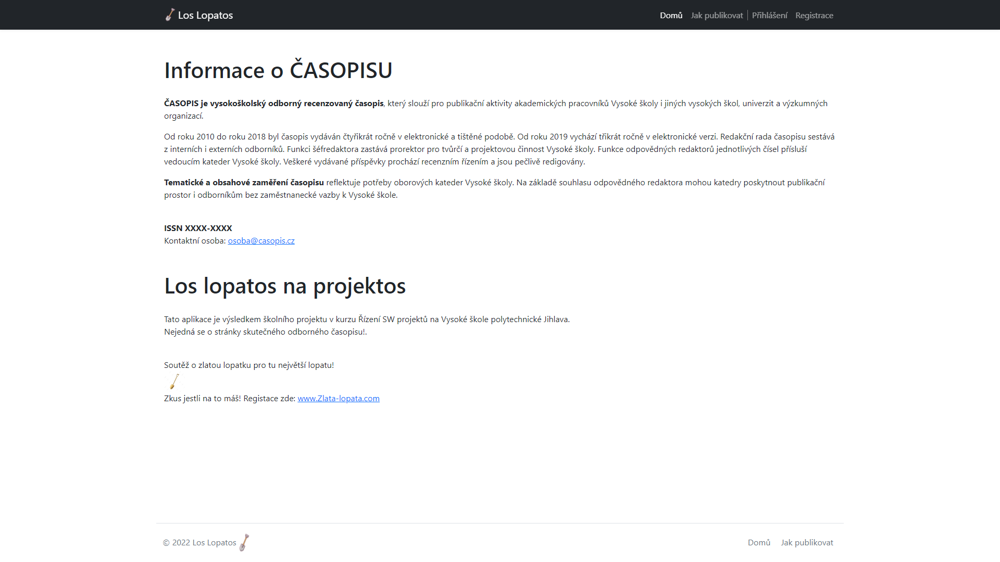 Los Lopatos
Domů
Jak publikovat
Přihlášení
Registrace
Informace o ČASOPISU
ČASOPIS je vysokoškolský odborný recenzovaný časopis, který slouží pro publikační aktivity akademických pracovníků Vysoké školy i jiných vysokých škol, univerzit a výzkumných
organizací.
Od roku 2010 do roku 2018 byl časopis vydáván čtyřikrát ročně v elektronické a tištěné podobě. Od roku 2019 vychází třikrát ročně v elektronické verzi. Redakční rada časopisu sestává
z interních i externích odborníků. Funkci šéfredaktora zastává prorektor pro tvůrčí a projektovou činnost Vysoké školy. Funkce odpovědných redaktorů jednotlivých čísel přísluší
vedoucím kateder Vysoké školy. Veškeré vydávané příspěvky prochází recenzním řízením a jsou pečlivě redigovány.
Tematické a obsahové zaměření časopisu reflektuje potřeby oborových kateder Vysoké školy. Na základě souhlasu odpovědného redaktora mohou katedry poskytnout publikační
prostor i odborníkům bez zaměstnanecké vazby k Vysoké škole.
ISSN XXXX-XXXX
Kontaktní osoba: osoba@casopis.cz
Los lopatos na projektos
Tato aplikace je výsledkem školního projektu v kurzu Řízení SW projektů na Vysoké škole polytechnické Jihlava.
Nejedná se o stránky skutečného odborného časopisu!.
Soutěž o zlatou lopatku pro tu největší lopatu!
Zkus jestli na to máš! Registace zde: www.Zlata-lopata.com
© 2022 Los Lopatos
Domů
Jak publikovat